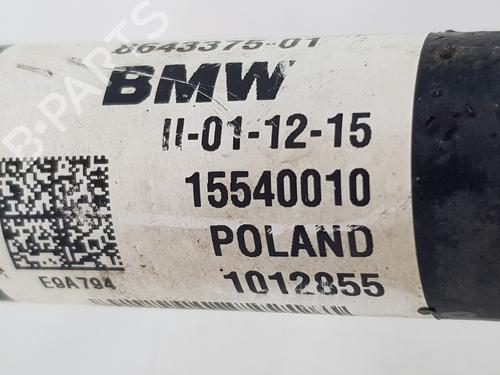 8643375-01
BMW
II-01-12-15
15540010
POLAND
E9A794
1012855
B-PARTS